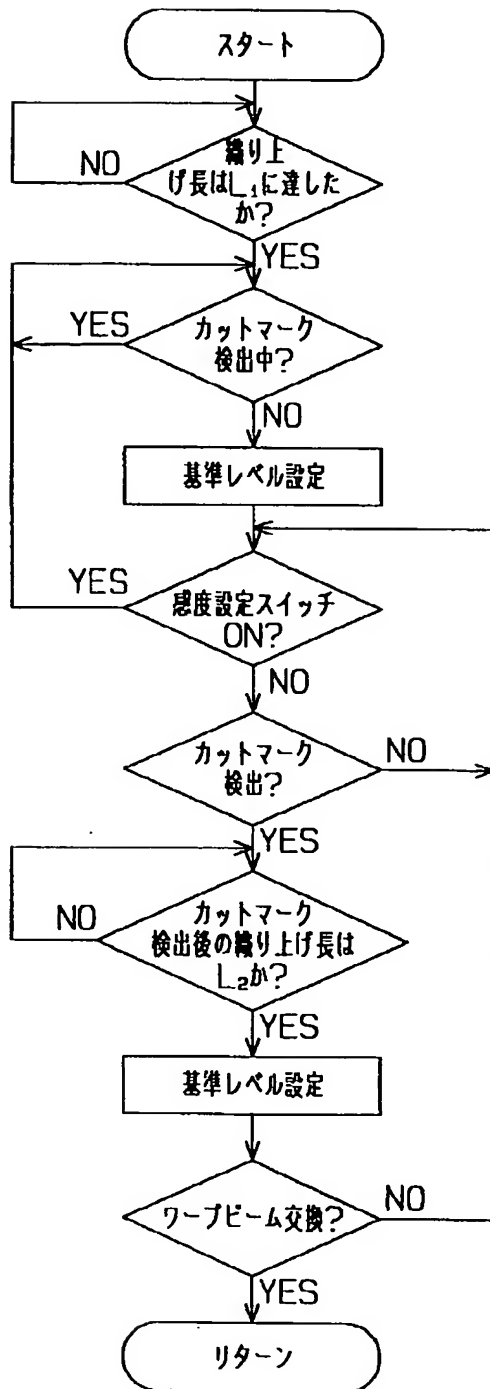 スタート
NO
織り上
げ長はL₁に達した
か?
YES
YES
カットマーク
検出中?
NO
基準レベル設定
YES
感度設定スイッチ
ON?
NO
カットマーク
検出?
NO
YES
NO
カットマーク
検出後の織り上げ長は
L₂か?
YES
基準レベル設定
ワープビーム交換?
NO
YES
リターン